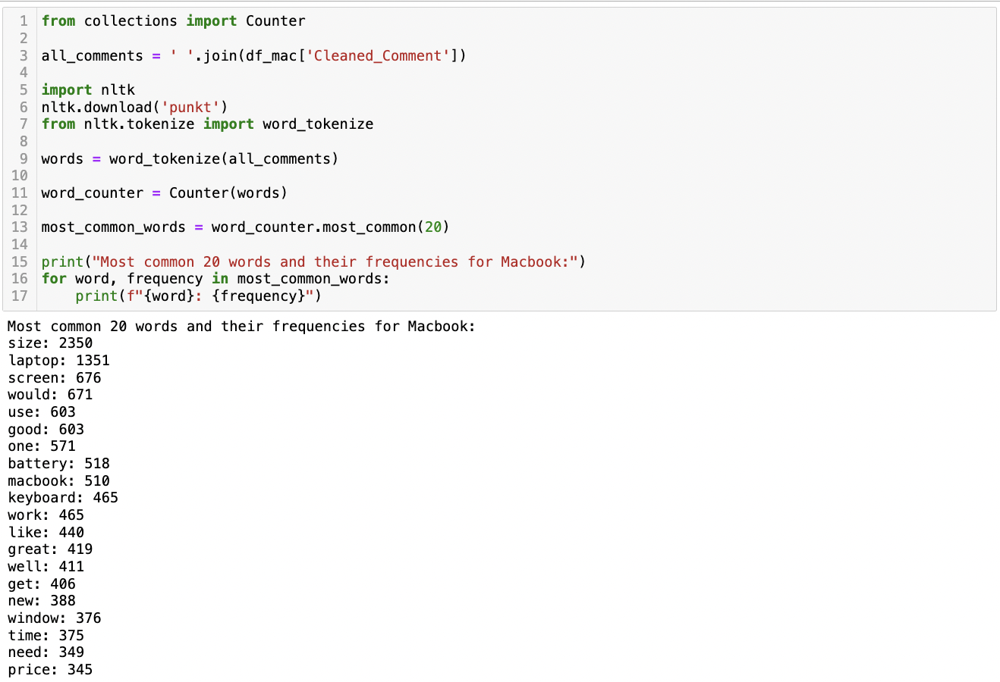 1 from collections import Counter
2
3 all_comments = ' '.join(df_mac['Cleaned_Comment'])
4
5 import nltk
6 nltk.download('punkt')
7 from nltk.tokenize import word_tokenize
8
9 words = word_tokenize(all_comments)
10
11 word_counter = Counter(words)
12
13 most_common_words = word_counter.most_common(20)
14
15 print("Most common 20 words and their frequencies for Macbook:")
16 for word, frequency in most_common_words:
17     print(f"{word}: {frequency}")
Most common 20 words and their frequencies for Macbook:
size: 2350
laptop: 1351
screen: 676
would: 671
use: 603
good: 603
one: 571
battery: 518
macbook: 510
keyboard: 465
work: 465
like: 440
great: 419
well: 411
get: 406
new: 388
window: 376
time: 375
need: 349
price: 345